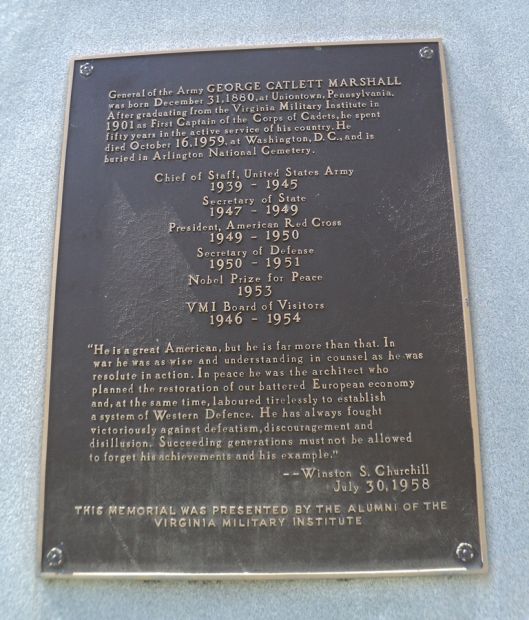 General of the Army GEORGE CATLETT MARSHALL
was born December 31, 1880, at Uniontown, Pennsylvania.
After graduating from the Virginia Military Institute in
1901 as First Captain of the Corps of Cadets, he spent
fifty years in the active service of his country. He
died October 16, 1959, at Washington, D.C., and is
buried in Arlington National Cemetery.
Chief of Staff, United States Army
1939 - 1945
Secretary of State
1947 - 1949
President, American Red Cross
1949 - 1950
Secretary of Defense
1950 - 1951
Nobel Prize for Peace
1953
VMI Board of Visitors
1946 - 1954
"He is a great American, but he is far more than that. In
war he was as wise and understanding in counsel as he was
resolute in action. In peace he was the architect who
planned the restoration of our battered European economy
and, at the same time, laboured tirelessly to establish
a system of Western Defence. He has always fought
victoriously against defeatism, discouragement and
disillusion. Succeeding generations must not be allowed
to forget his achievements and his example."
--Winston S. Churchill
July 30, 1958
THIS MEMORIAL WAS PRESENTED BY THE ALUMNI OF THE
VIRGINIA MILITARY INSTITUTE